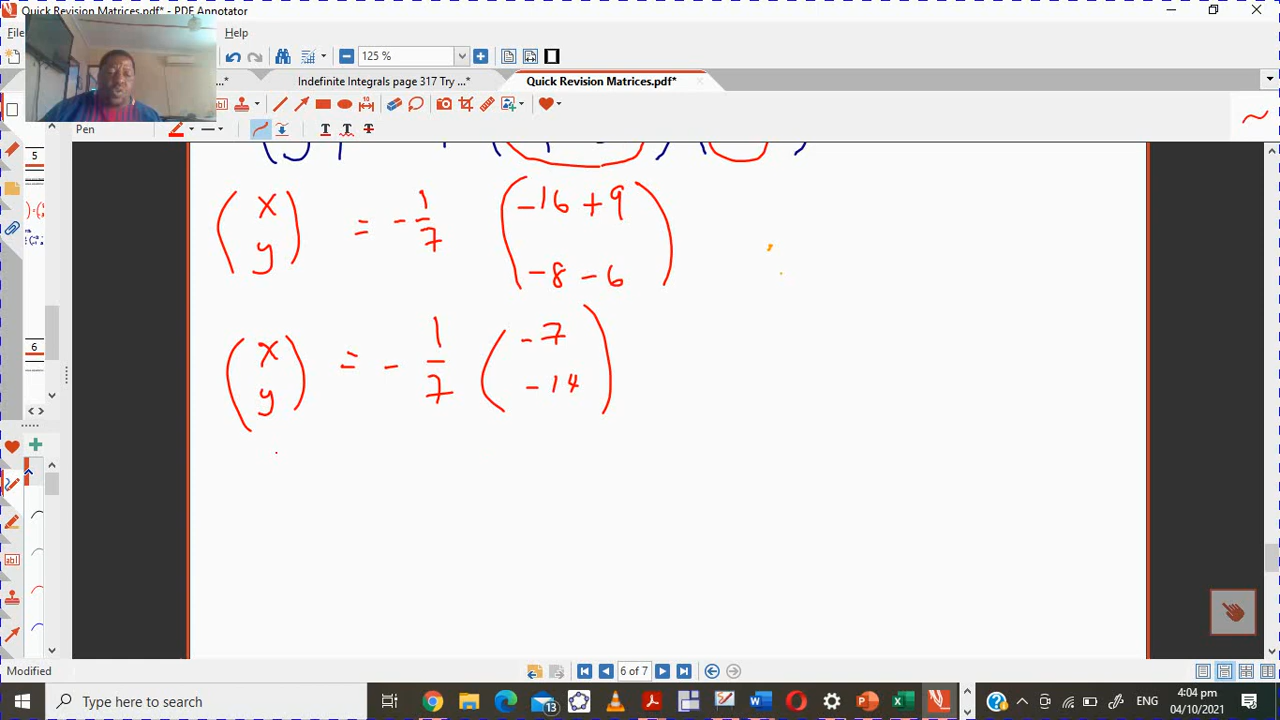 Quick Revision Matrices.pdf* - PDF Annotator
Help
125 %
Indefinite Integrals page 317 Try ...*
Quick Revision Matrices.pdf*
Pen
5
6
( x ) = - 1/7 ( -16 + 9 )
( y ) ( -8 - 6 )
( x ) = - 1/7 ( -7 )
( y ) ( -14 )
Modified
6 of 7
Type here to search
13
ENG
4:04 pm
04/10/2021